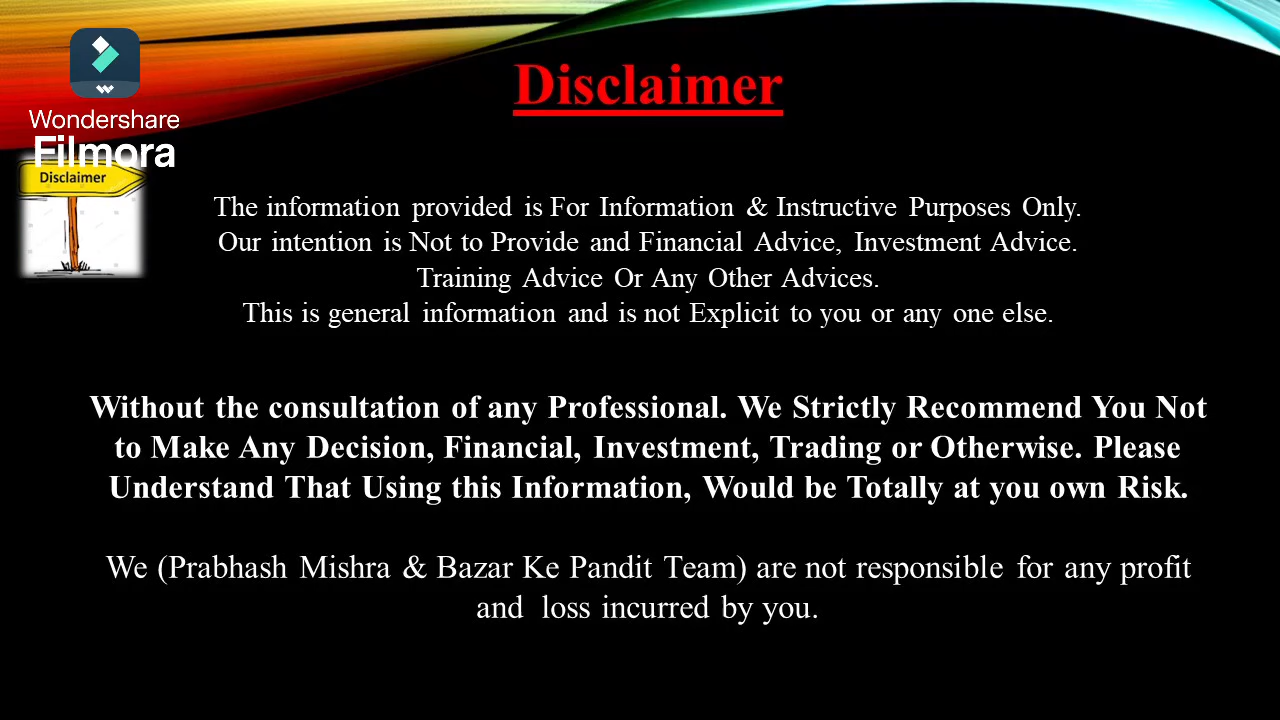 Disclaimer
Wondershare
Filmora
Disclaimer
The information provided is For Information & Instructive Purposes Only.
Our intention is Not to Provide and Financial Advice, Investment Advice.
Training Advice Or Any Other Advices.
This is general information and is not Explicit to you or any one else.
Without the consultation of any Professional. We Strictly Recommend You Not
to Make Any Decision, Financial, Investment, Trading or Otherwise. Please
Understand That Using this Information, Would be Totally at you own Risk.
We (Prabhash Mishra & Bazar Ke Pandit Team) are not responsible for any profit
and loss incurred by you.